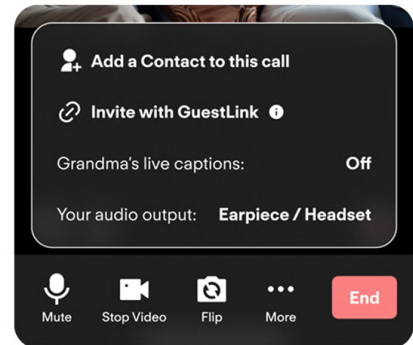 Add a Contact to this call
Invite with GuestLink
Grandma's live captions: Off
Your audio output: Earpiece / Headset
Mute Stop Video Flip More End